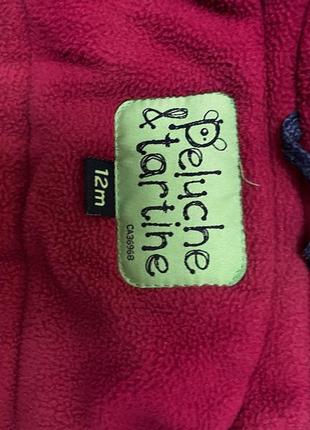 peluche
& tartine
CA36968
12m